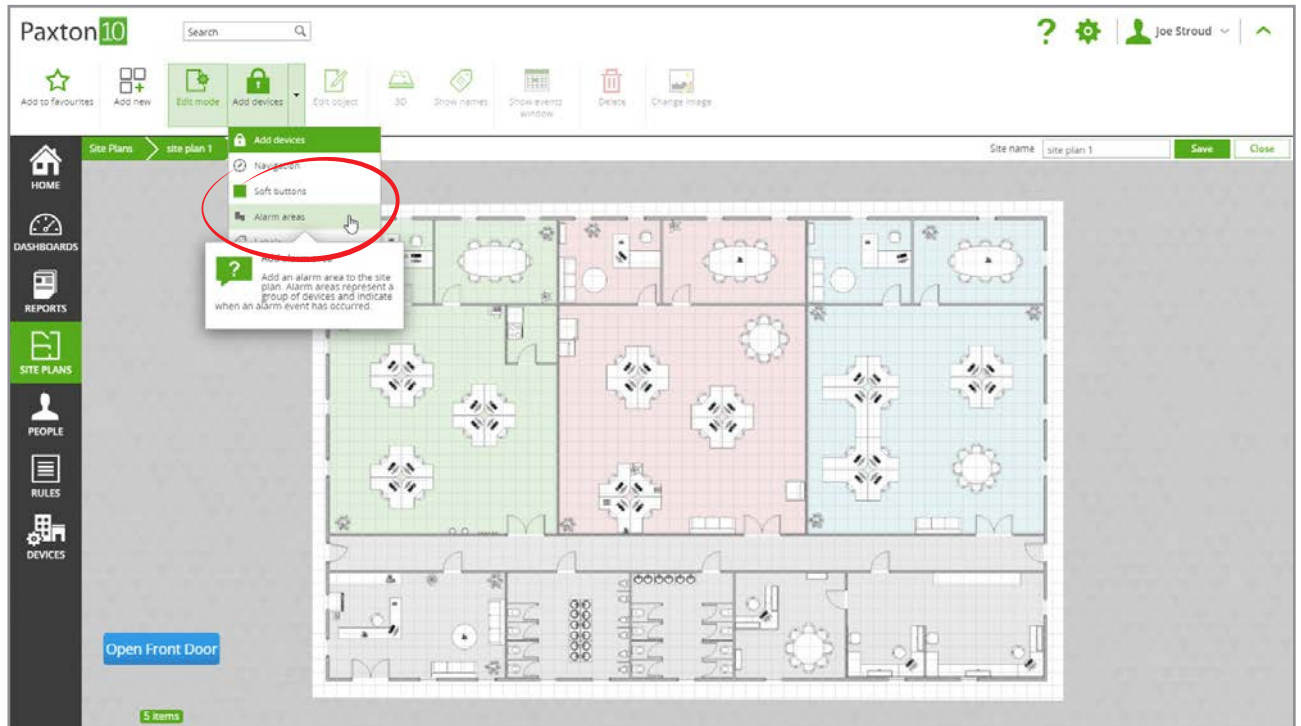 Paxton10
Search
Joe Stroud
Add to favourites
Add new
Edit mode
Add devices
Edit object
3D
Show names
Show events
window
Delete
Change image
Add devices
Navigation
Soft buttons
Alarm areas
Labels
?
Add an alarm area to the site
plan. Alarm areas represent a
group of devices and indicate
when an alarm event has occurred.
Site Plans
site plan 1
Site name
site plan 1
Save
Close
HOME
DASHBOARDS
REPORTS
SITE PLANS
PEOPLE
RULES
DEVICES
Open Front Door
5 items